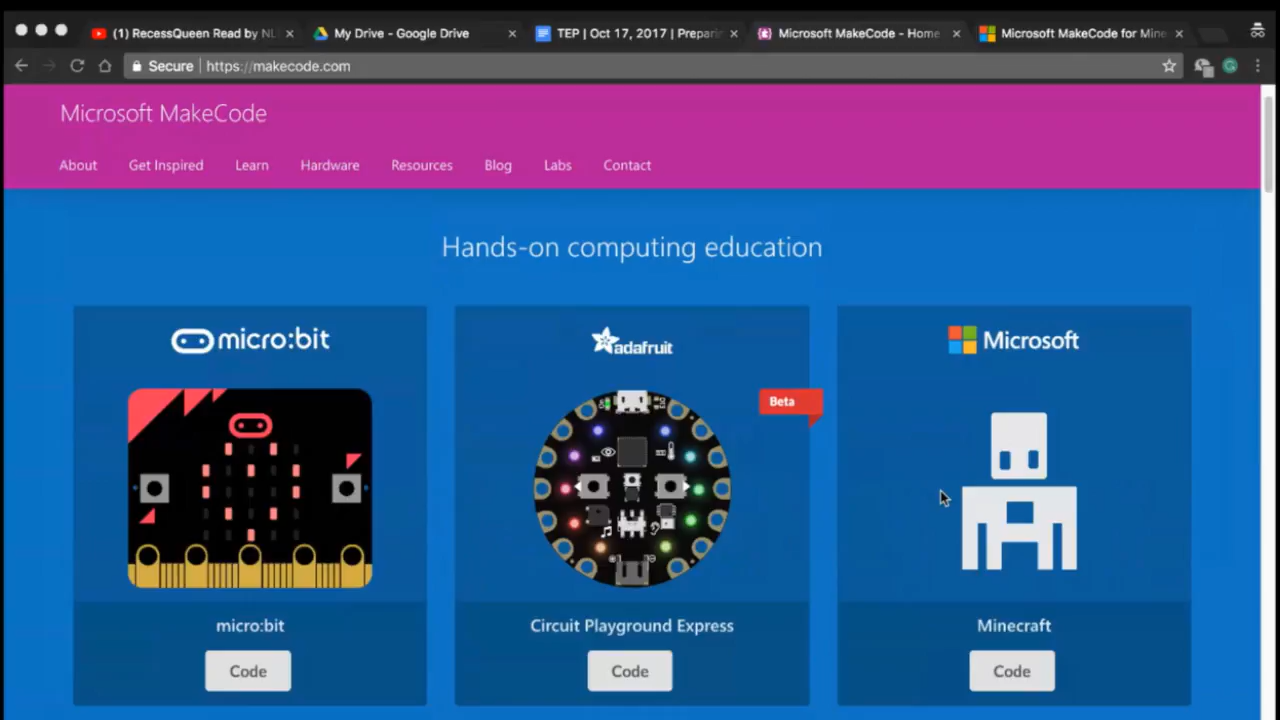 (1) RecessQueen Read by NL
My Drive - Google Drive
TEP | Oct 17, 2017 | Preparin
Microsoft MakeCode - Home
Microsoft MakeCode for Mine
Secure https://makecode.com
Microsoft MakeCode
About Get Inspired Learn Hardware Resources Blog Labs Contact
Hands-on computing education
micro:bit
adafruit
Microsoft
Beta
micro:bit
Circuit Playground Express
Minecraft
Code
Code
Code